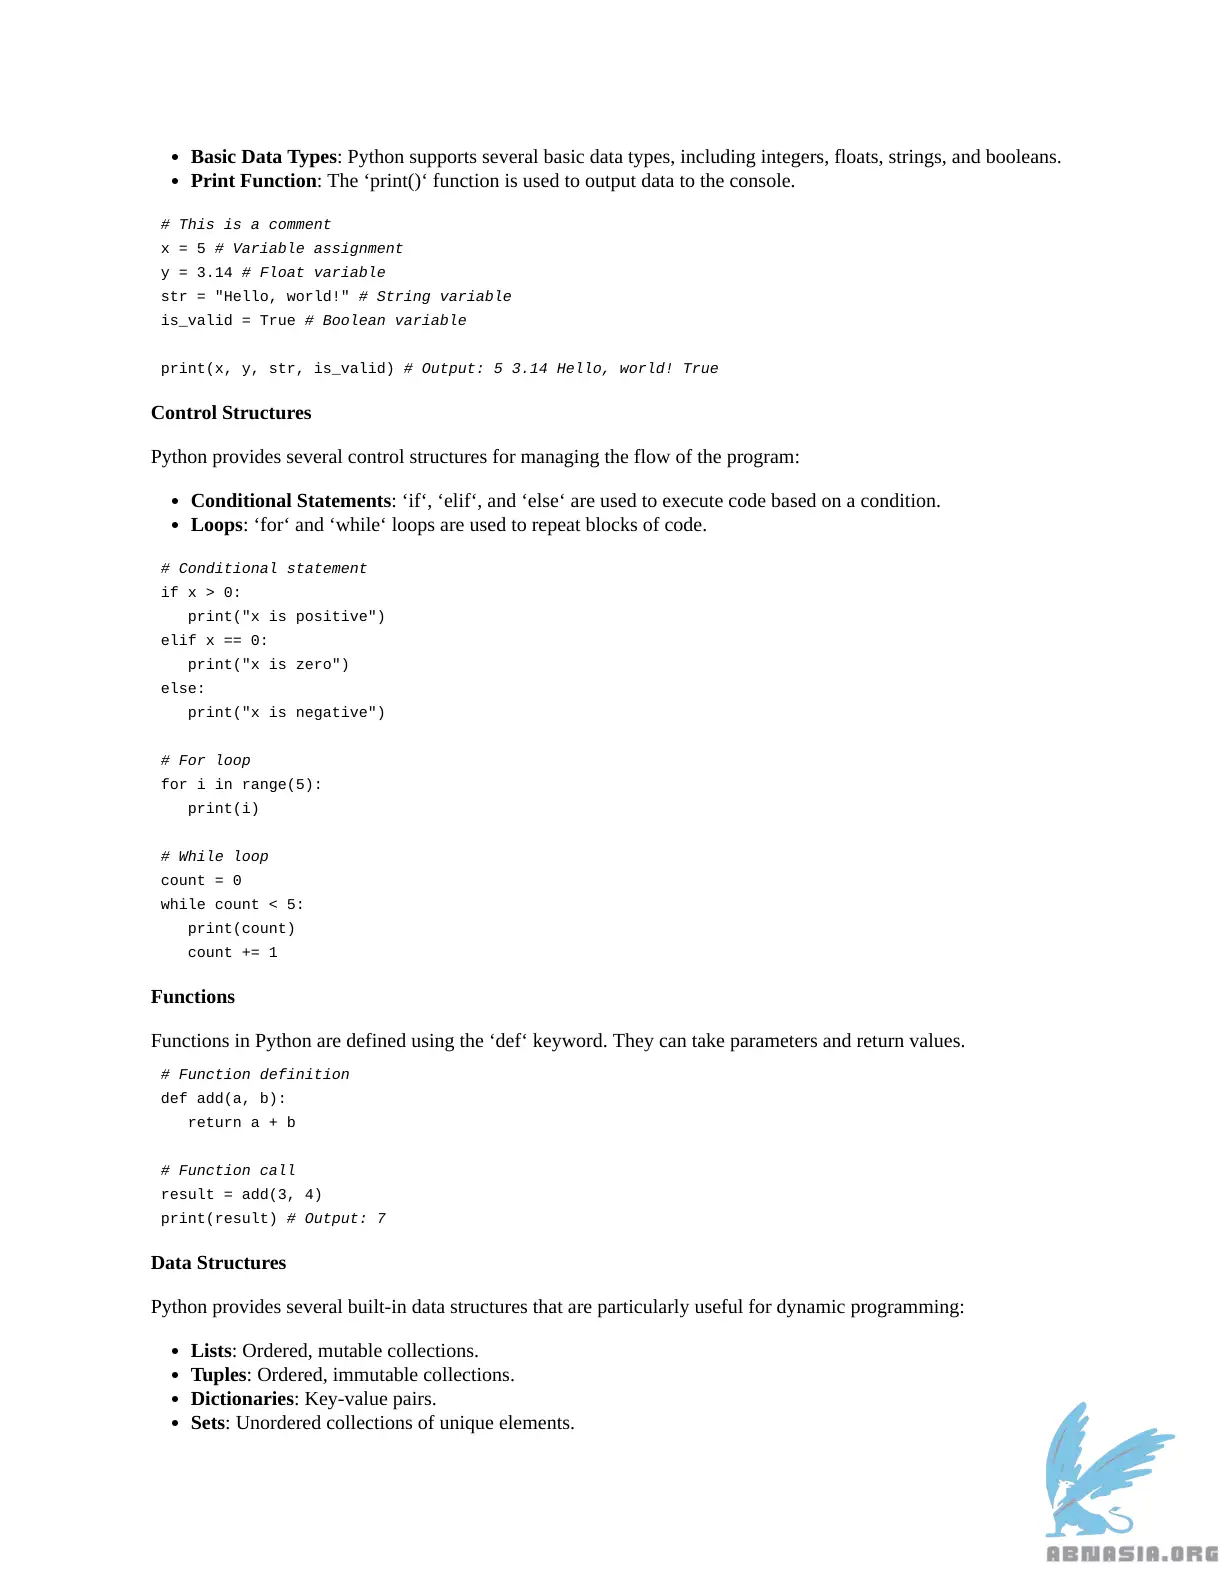 • Basic Data Types: Python supports several basic data types, including integers, floats, strings, and booleans.
• Print Function: The ‘print()‘ function is used to output data to the console.
# This is a comment
x = 5 # Variable assignment
y = 3.14 # Float variable
str = "Hello, world!" # String variable
is_valid = True # Boolean variable
print(x, y, str, is_valid) # Output: 5 3.14 Hello, world! True
Control Structures
Python provides several control structures for managing the flow of the program:
• Conditional Statements: ‘if‘, ‘elif‘, and ‘else‘ are used to execute code based on a condition.
• Loops: ‘for‘ and ‘while‘ loops are used to repeat blocks of code.
# Conditional statement
if x > 0:
   print("x is positive")
elif x == 0:
   print("x is zero")
else:
   print("x is negative")
# For loop
for i in range(5):
   print(i)
# While loop
count = 0
while count < 5:
   print(count)
   count += 1
Functions
Functions in Python are defined using the ‘def‘ keyword. They can take parameters and return values.
# Function definition
def add(a, b):
   return a + b
# Function call
result = add(3, 4)
print(result) # Output: 7
Data Structures
Python provides several built-in data structures that are particularly useful for dynamic programming:
• Lists: Ordered, mutable collections.
• Tuples: Ordered, immutable collections.
• Dictionaries: Key-value pairs.
• Sets: Unordered collections of unique elements.
ABNASIA.ORG